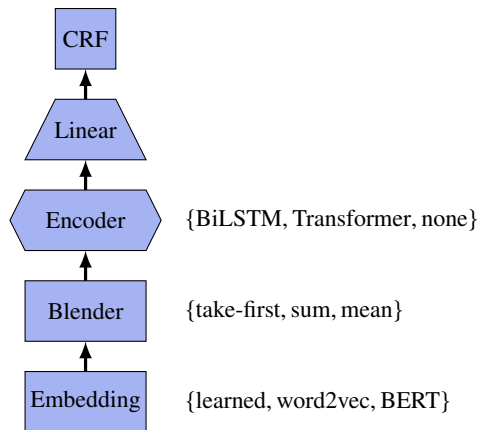 CRF
Linear
Encoder {BiLSTM, Transformer, none}
Blender {take-first, sum, mean}
Embedding {learned, word2vec, BERT}